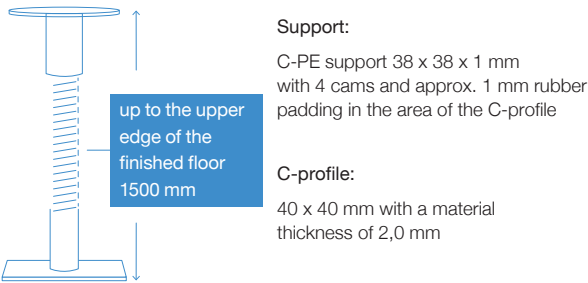 up to the upper
edge of the
finished floor
1500 mm
Support:
C-PE support 38 x 38 x 1 mm
with 4 cams and approx. 1 mm rubber
padding in the area of the C-profile
C-profile:
40 x 40 mm with a material
thickness of 2,0 mm